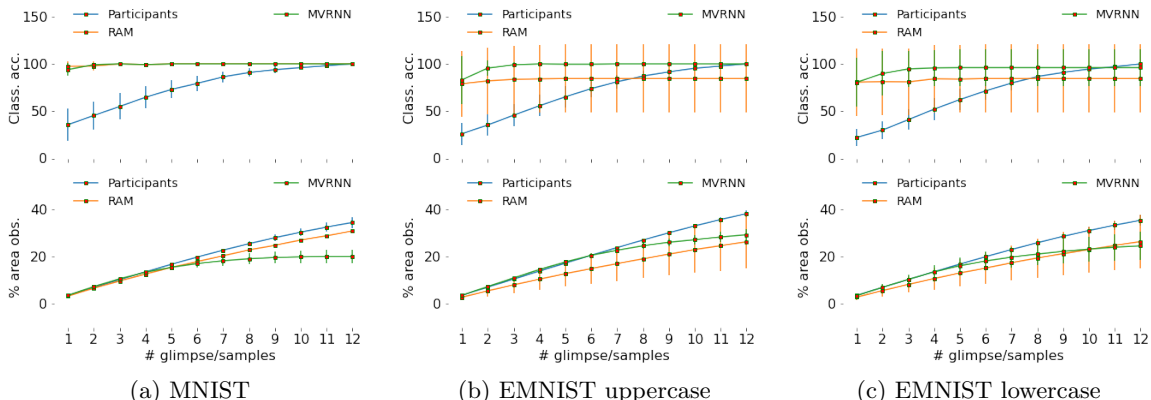 150
100
50
0
Class. acc.
Participants
RAM
MVRNN
40
20
0
% area obs.
Participants
RAM
MVRNN
1 2 3 4 5 6 7 8 9 10 11 12
# glimpse/samples
(a) MNIST
150
100
50
0
Class. acc.
Participants
RAM
MVRNN
40
20
0
% area obs.
Participants
RAM
MVRNN
1 2 3 4 5 6 7 8 9 10 11 12
# glimpse/samples
(b) EMNIST uppercase
150
100
50
0
Class. acc.
Participants
RAM
MVRNN
40
20
0
% area obs.
Participants
RAM
MVRNN
1 2 3 4 5 6 7 8 9 10 11 12
# glimpse/samples
(c) EMNIST lowercase